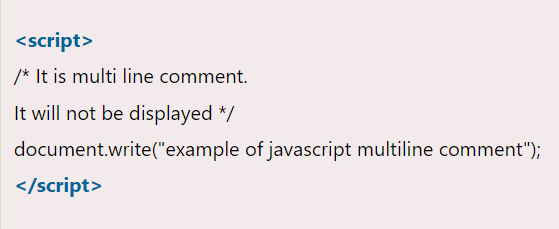 <script>
/* It is multi line comment.
It will not be displayed */
document.write("example of javascript multiline comment");
</script>